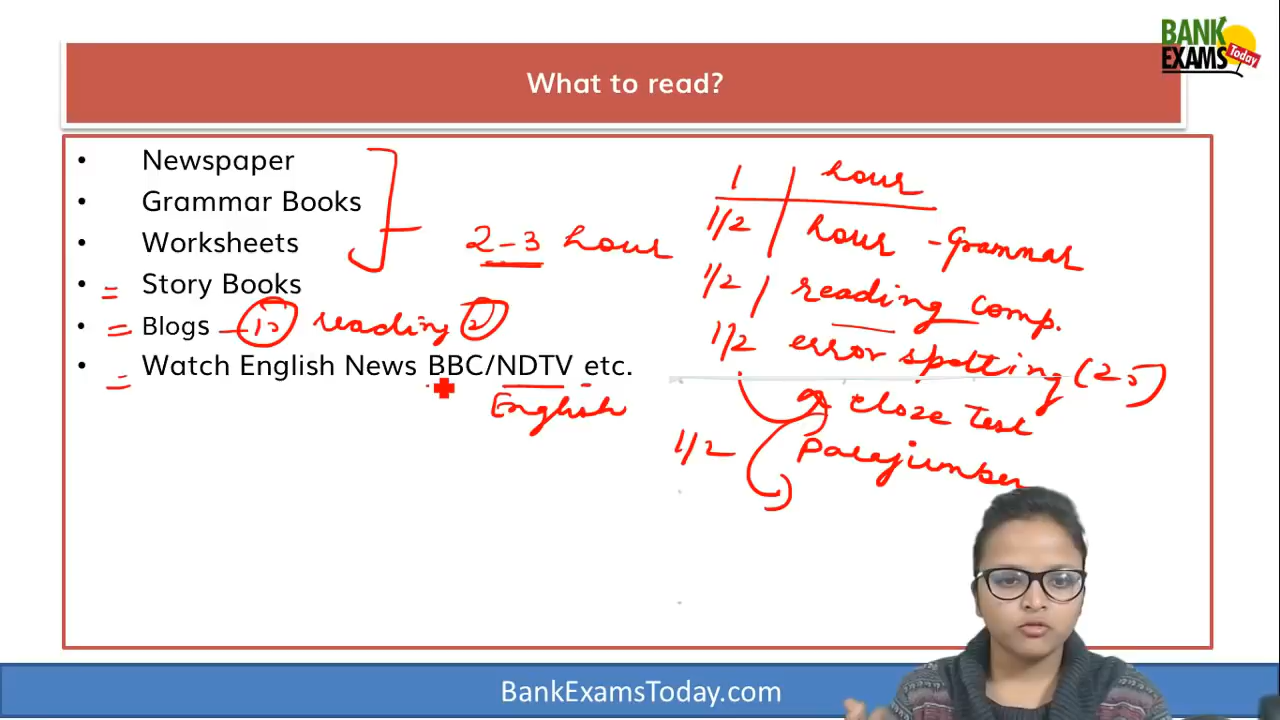 BANK
EXAMS
Today
What to read?
• Newspaper
• Grammar Books
• Worksheets
• Story Books
• Blogs
• Watch English News BBC/NDTV etc.
2-3 hour
reading
English
1 hour
1/2 hour - Grammar
1/2 reading comp.
1/2 error spotting (25)
cloze Test
1/2 Parajumber
BankExamsToday.com